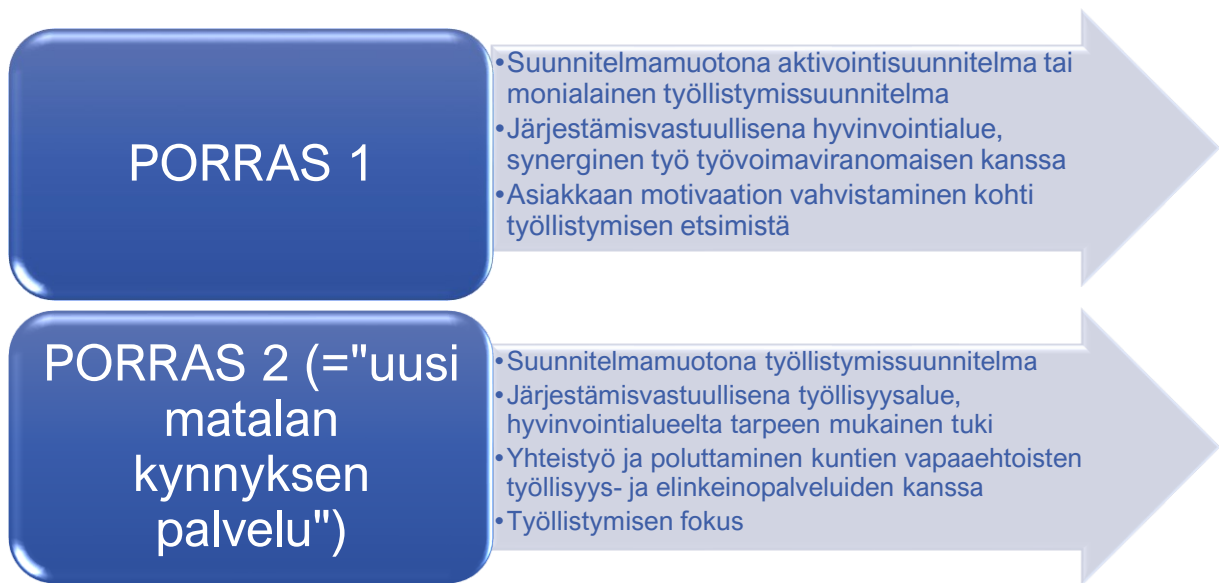 PORRAS 1
•Suunnitelmamuotona aktivointisuunnitelma tai
monialainen työllistymissuunnitelma
•Järjestämisvastuullisena hyvinvointialue,
synerginen työ työvoimaviranomaisen kanssa
•Asiakkaan motivaation vahvistaminen kohti
työllistymisen etsimistä
PORRAS 2 (="uusi
matalan
kynnyksen
palvelu")
•Suunnitelmamuotona työllistymissuunnitelma
•Järjestämisvastuullisena työllisyysalue,
hyvinvointialueelta tarpeen mukainen tuki
•Yhteistyö ja poluttaminen kuntien vapaaehtoisten
työllisyys- ja elinkeinopalveluiden kanssa
•Työllistymisen fokus